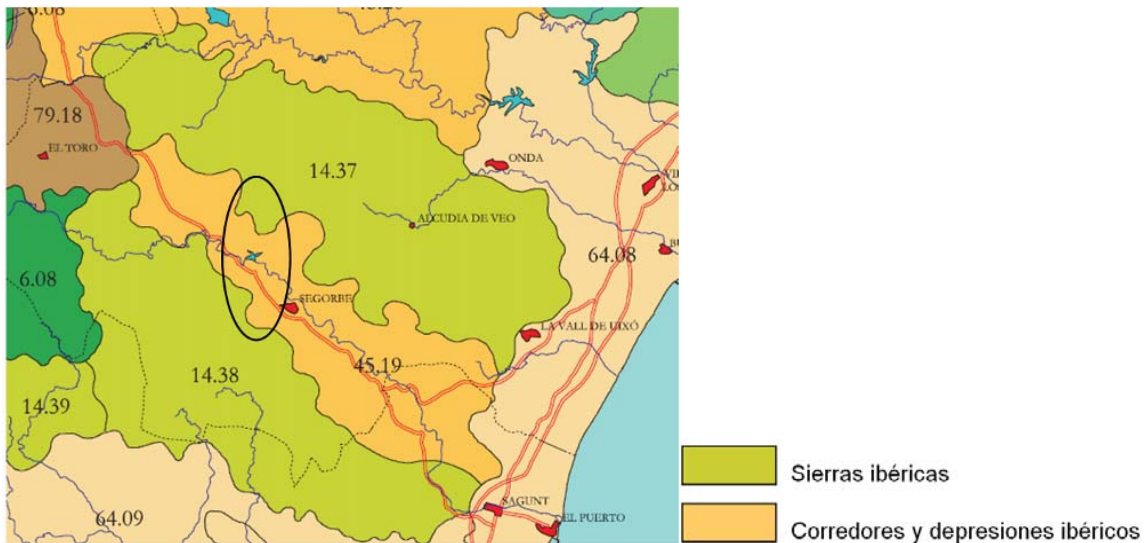 79.18
EL TORO
14.37
ONDA
ALCUDIA DE VEO
64.08
6.08
SEGORBE
LA VALL DE UIXÓ
45.19
14.38
14.39
SAGUNT
EL PUERTO
64.09
Sierras ibéricas
Corredores y depresiones ibéricos